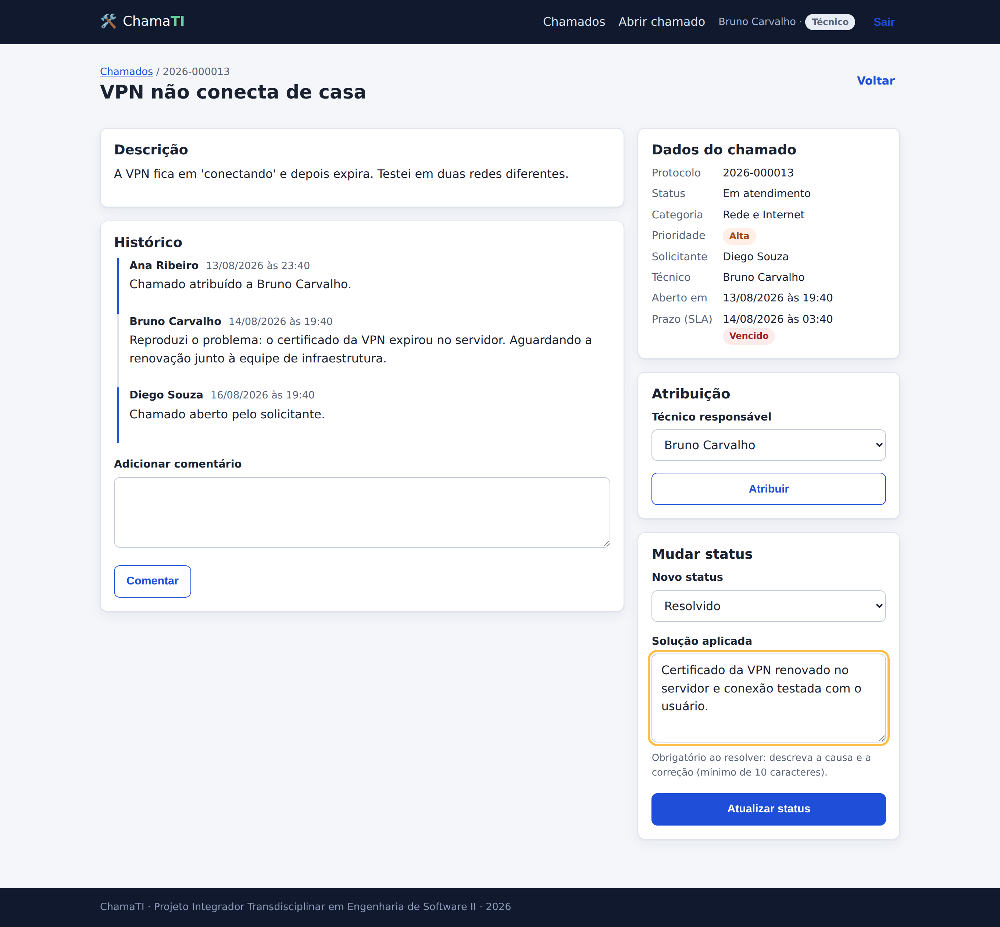 🛠️ ChamaTI
Chamados
Abrir chamado
Bruno Carvalho · Técnico
Sair
Chamados / 2026-000013
VPN não conecta de casa
Voltar
Descrição
A VPN fica em 'conectando' e depois expira. Testei em duas redes diferentes.
Histórico
Ana Ribeiro 13/08/2026 às 23:40
Chamado atribuído a Bruno Carvalho.
Bruno Carvalho 14/08/2026 às 19:40
Reproduzi o problema: o certificado da VPN expirou no servidor. Aguardando a
renovação junto à equipe de infraestrutura.
Diego Souza 16/08/2026 às 19:40
Chamado aberto pelo solicitante.
Adicionar comentário
Comentar
Dados do chamado
Protocolo 2026-000013
Status Em atendimento
Categoria Rede e Internet
Prioridade Alta
Solicitante Diego Souza
Técnico Bruno Carvalho
Aberto em 13/08/2026 às 19:40
Prazo (SLA) 14/08/2026 às 03:40
Vencido
Atribuição
Técnico responsável
Bruno Carvalho
Atribuir
Mudar status
Novo status
Resolvido
Solução aplicada
Certificado da VPN renovado no
servidor e conexão testada com o
usuário.
Obrigatório ao resolver: descreva a causa e a
correção (mínimo de 10 caracteres).
Atualizar status
ChamaTI · Projeto Integrador Transdisciplinar em Engenharia de Software II · 2026